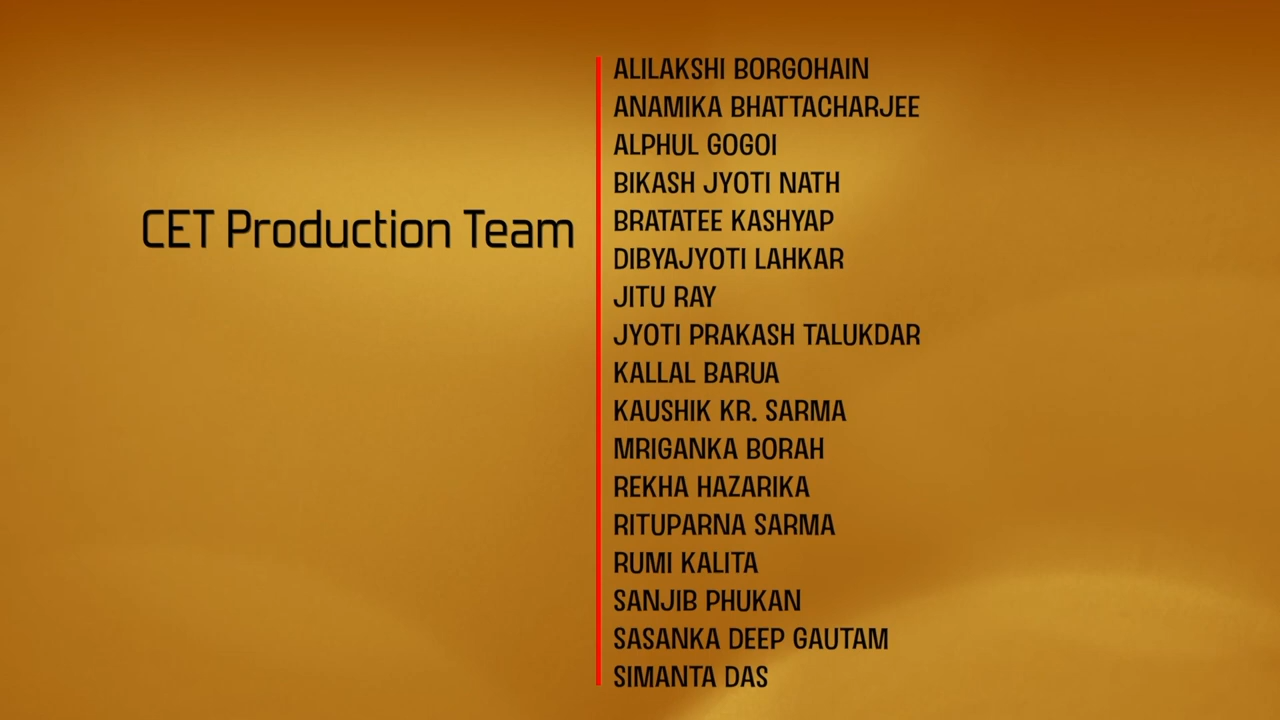 CET Production Team
ALILAKSHI BORGOHAIN
ANAMIKA BHATTACHARJEE
ALPHUL GOGOI
BIKASH JYOTI NATH
BRATATEE KASHYAP
DIBYAJYOTI LAHKAR
JITU RAY
JYOTI PRAKASH TALUKDAR
KALLAL BARUA
KAUSHIK KR. SARMA
MRIGANKA BORAH
REKHA HAZARIKA
RITUPARNA SARMA
RUMI KALITA
SANJIB PHUKAN
SASANKA DEEP GAUTAM
SIMANTA DAS